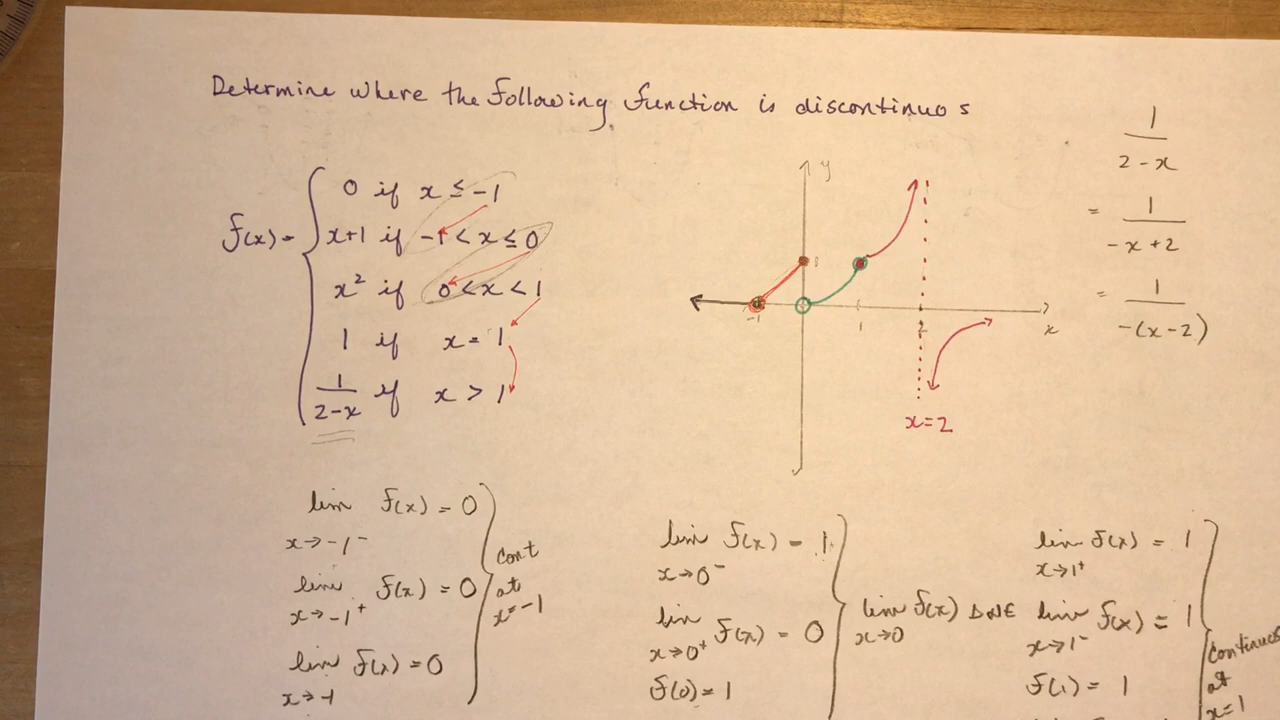 Determine where the following function is discontinuos
f(x) = { 0 if x ≤ -1
x+1 if -1 < x ≤ 0
x² if 0 < x < 1
1 if x = 1
1/(2-x) if x > 1
y
-1 1 2 x
x=2
1/(2-x)
= 1/(-x+2)
= 1/(-(x-2))
lim f(x) = 0
x→-1⁻
lim f(x) = 0
x→-1⁺
lim f(x) = 0
x→-1
cont
at
x=-1
lim f(x) = 1
x→0⁻
lim f(x) = 0
x→0⁺
f(0) = 1
lim f(x) DNE
x→0
lim f(x) = 1
x→1⁺
lim f(x) = 1
x→1⁻
f(1) = 1
at
x=1